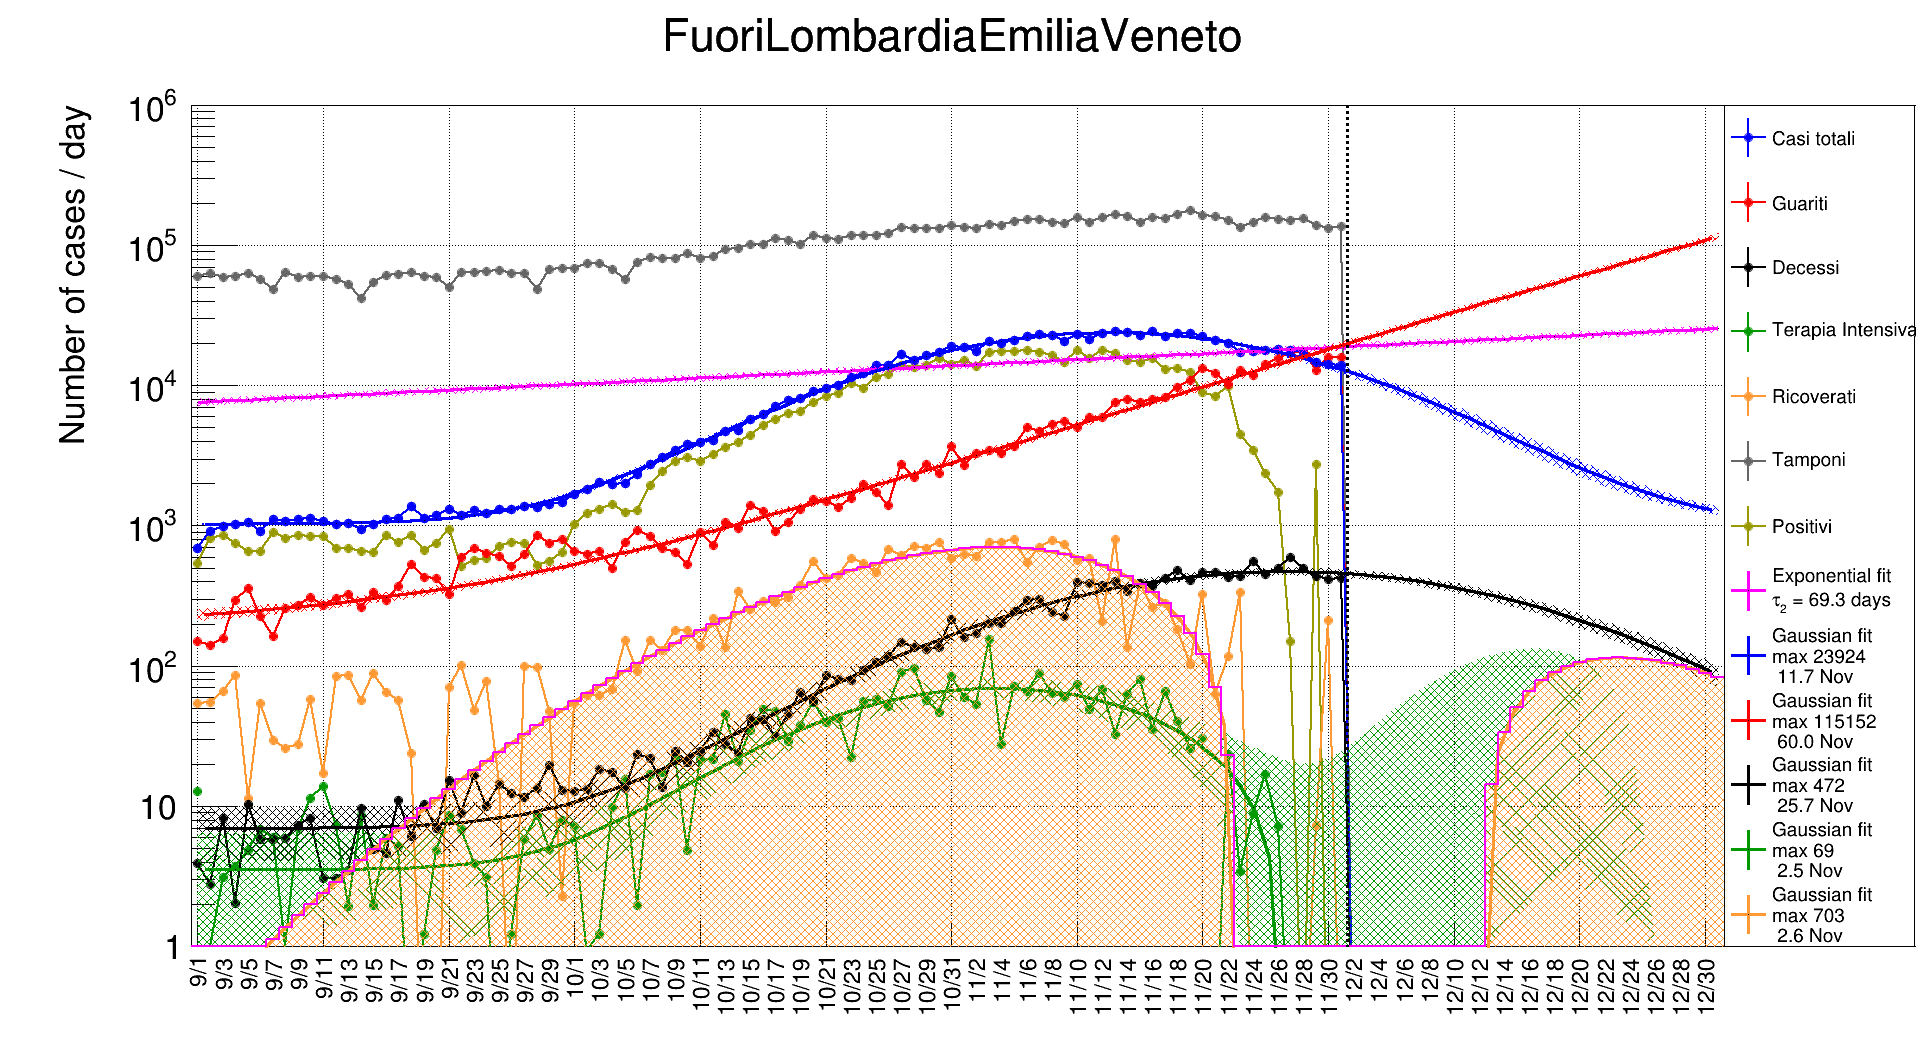 FuoriLombardiaEmiliaVeneto
Number of cases / day
10^6
10^5
10^4
10^3
10^2
10
1
9/1 9/3 9/5 9/7 9/9 9/11 9/13 9/15 9/17 9/19 9/21 9/23 9/25 9/27 9/29 10/1 10/3 10/5 10/7 10/9 10/11 10/13 10/15 10/17 10/19 10/21 10/23 10/25 10/27 10/29 10/31 11/2 11/4 11/6 11/8 11/10 11/12 11/14 11/16 11/18 11/20 11/22 11/24 11/26 11/28 11/30 12/2 12/4 12/6 12/8 12/10 12/12 12/14 12/16 12/18 12/20 12/22 12/24 12/26 12/28 12/30
Casi totali
Guariti
Decessi
Terapia Intensiva
Ricoverati
Tamponi
Positivi
Exponential fit
τ2 = 69.3 days
Gaussian fit
max 23924
11.7 Nov
Gaussian fit
max 115152
60.0 Nov
Gaussian fit
max 472
25.7 Nov
Gaussian fit
max 69
2.5 Nov
Gaussian fit
max 703
2.6 Nov